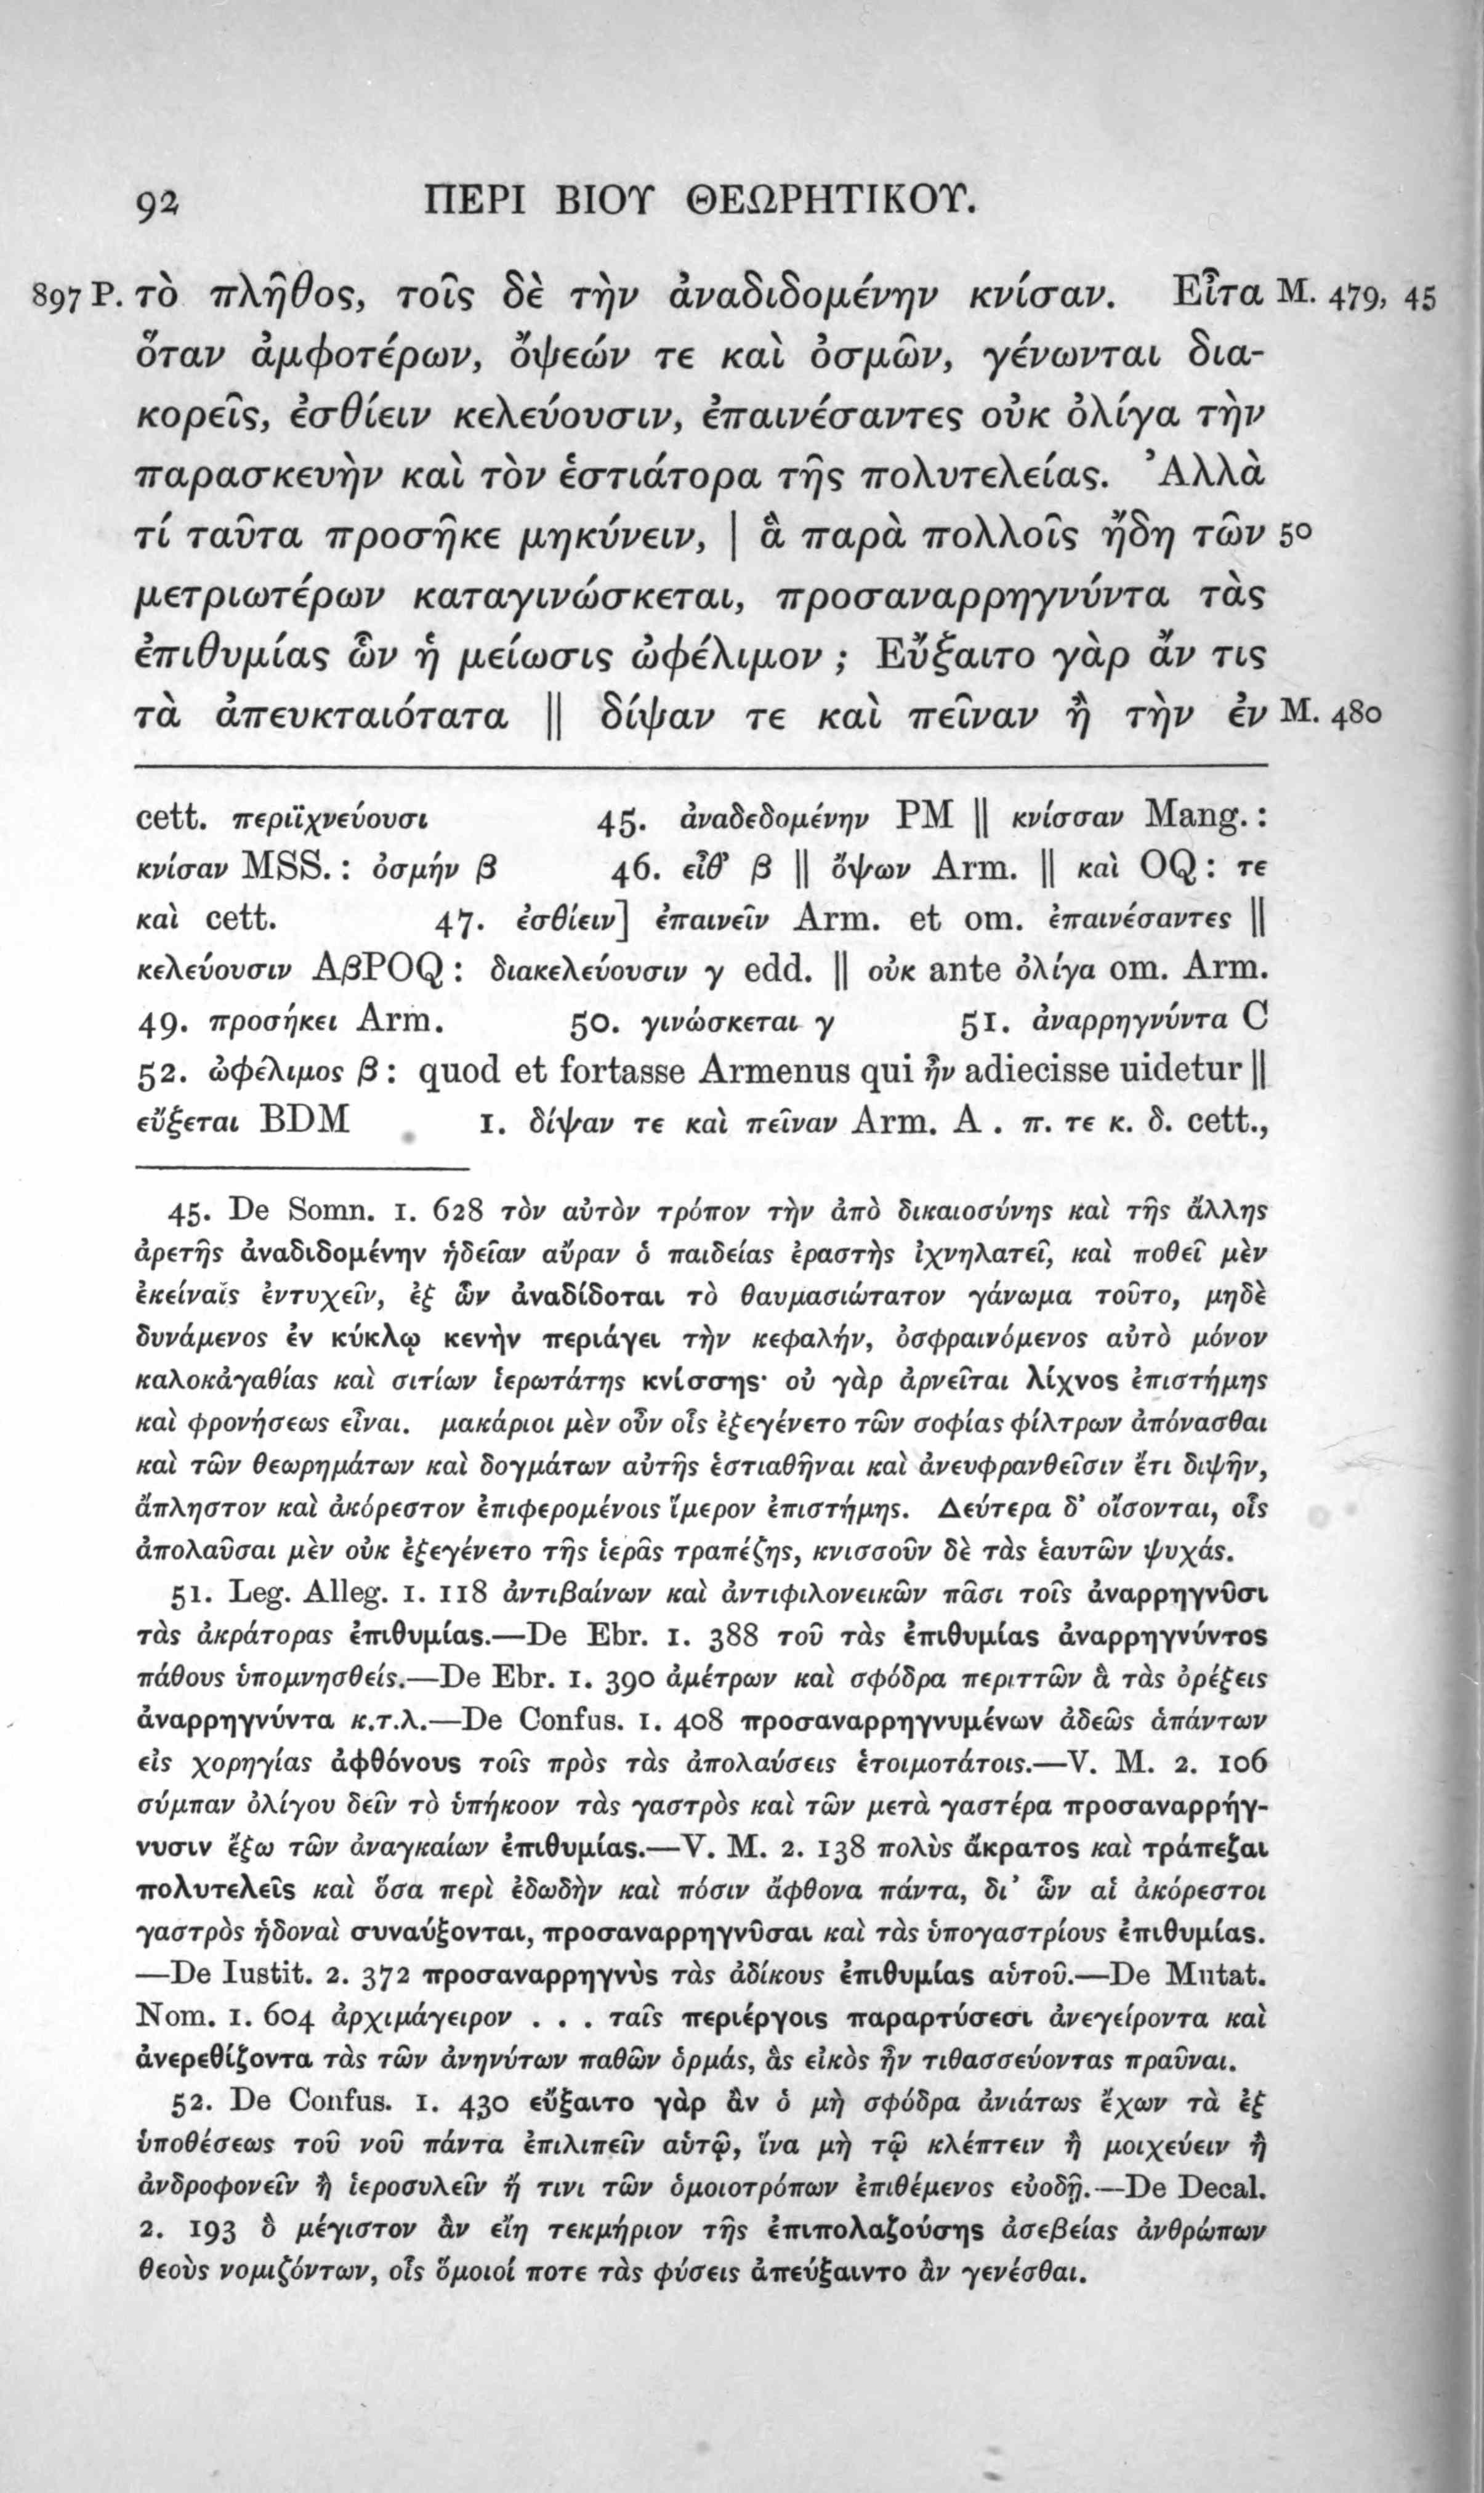 92 ΠΕΡΙ ΒΙΟΥ ΘΕΩΡΗΤΙΚΟΥ.
897 P. τὸ πλῆθος, τοῖς δὲ τὴν ἀναδιδομένην κνίσαν. Εἶτα M. 479, 45
ὅταν ἀμφοτέρων, ὄψεών τε καὶ ὀσμῶν, γένωνται δια-
κορεῖς, ἐσθίειν κελεύουσιν, ἐπαινέσαντες οὐκ ὀλίγα τὴν
παρασκευὴν καὶ τὸν ἑστιάτορα τῆς πολυτελείας. Ἀλλὰ
τί ταῦτα προσῆκε μηκύνειν, | ἃ παρὰ πολλοῖς ἤδη τῶν 50
μετριωτέρων καταγινώσκεται, προσαναρρηγνύντα τὰς
ἐπιθυμίας ὧν ἡ μείωσις ὠφέλιμον ; Εὔξαιτο γὰρ ἄν τις
τὰ ἀπευκταιότατα || δίψαν τε καὶ πεῖναν ἢ τὴν ἐν M. 480
cett. περιϊχνεύουσι 45. ἀναδεδομένην PM || κνίσσαν Mang. :
κνίσαν MSS. : ὀσμήν β 46. εἶθ’ β || ὄψων Arm. || καὶ OQ : τε
καὶ cett. 47. ἐσθίειν] ἐπαινεῖν Arm. et om. ἐπαινέσαντες ||
κελεύουσιν AβPOQ : διακελεύουσιν γ edd. || οὐκ ante ὀλίγα om. Arm.
49. προσήκει Arm. 50. γινώσκεται γ 51. ἀναρρηγνύντα C
52. ὠφέλιμος β : quod et fortasse Armenus qui ἦν adiecisse uidetur ||
εὔξεται BDM 1. δίψαν τε καὶ πεῖναν Arm. A . π. τε κ. δ. cett.,
45. De Somn. 1. 628 τὸν αὐτὸν τρόπον τὴν ἀπὸ δικαιοσύνης καὶ τῆς ἄλλης
ἀρετῆς ἀναδιδομένην ἡδεῖαν αὔραν ὁ παιδείας ἐραστὴς ἰχνηλατεῖ, καὶ ποθεῖ μὲν
ἐκείναις ἐντυχεῖν, ἐξ ὧν ἀναδίδοται τὸ θαυμασιώτατον γάνωμα τοῦτο, μηδὲ
δυνάμενος ἐν κύκλῳ κενὴν περιάγει τὴν κεφαλήν, ὀσφραινόμενος αὐτὸ μόνον
καλοκἀγαθίας καὶ σιτίων ἱερωτάτης κνίσσης· οὐ γὰρ ἀρνεῖται λίχνος ἐπιστήμης
καὶ φρονήσεως εἶναι. μακάριοι μὲν οὖν οἷς ἐξεγένετο τῶν σοφίας φίλτρων ἀπόνασθαι
καὶ τῶν θεωρημάτων καὶ δογμάτων αὐτῆς ἑστιαθῆναι καὶ ἀνευφρανθεῖσιν ἔτι διψῆν,
ἄπληστον καὶ ἀκόρεστον ἐπιφερομένοις ἵμερον ἐπιστήμης. Δεύτερα δ’ οἴσονται, οἷς
ἀπολαῦσαι μὲν οὐκ ἐξεγένετο τῆς ἱερᾶς τραπέζης, κνισσοῦν δὲ τὰς ἑαυτῶν ψυχάς.
51. Leg. Alleg. 1. 118 ἀντιβαίνων καὶ ἀντιφιλονεικῶν πᾶσι τοῖς ἀναρρηγνῦσι
τὰς ἀκράτορας ἐπιθυμίας.—De Ebr. 1. 388 τοῦ τὰς ἐπιθυμίας ἀναρρηγνύντος
πάθους ὑπομνησθείς.—De Ebr. 1. 390 ἀμέτρων καὶ σφόδρα περιττῶν ἃ τὰς ὀρέξεις
ἀναρρηγνύντα κ.τ.λ.—De Confus. 1. 408 προσαναρρηγνυμένων ἀδεῶς ἁπάντων
εἰς χορηγίας ἀφθόνους τοῖς πρὸς τὰς ἀπολαύσεις ἑτοιμοτάτοις.—V. M. 2. 106
σύμπαν ὀλίγου δεῖν τὸ ὑπήκοον τὰς γαστρὸς καὶ τῶν μετὰ γαστέρα προσαναρρήγ-
νυσιν ἔξω τῶν ἀναγκαίων ἐπιθυμίας.—V. M. 2. 138 πολὺς ἄκρατος καὶ τράπεζαι
πολυτελεῖς καὶ ὅσα περὶ ἐδωδὴν καὶ πόσιν ἄφθονα πάντα, δι’ ὧν αἱ ἀκόρεστοι
γαστρὸς ἡδοναὶ συναύξονται, προσαναρρηγνῦσαι καὶ τὰς ὑπογαστρίους ἐπιθυμίας.
—De Iustit. 2. 372 προσαναρρηγνὺς τὰς ἀδίκους ἐπιθυμίας αὑτοῦ.—De Mutat.
Nom. 1. 604 ἀρχιμάγειρον . . . ταῖς περιέργοις παραρτύσεσι ἀνεγείροντα καὶ
ἀνερεθίζοντα τὰς τῶν ἀνηνύτων παθῶν ὁρμάς, ἃς εἰκὸς ἦν τιθασσεύοντας πραῦναι.
52. De Confus. 1. 430 εὔξαιτο γὰρ ἂν ὁ μὴ σφόδρα ἀνιάτως ἔχων τὰ ἐξ
ὑποθέσεως τοῦ νοῦ πάντα ἐπιλιπεῖν αὑτῷ, ἵνα μὴ τῷ κλέπτειν ἢ μοιχεύειν ἢ
ἀνδροφονεῖν ἢ ἱεροσυλεῖν ἤ τινι τῶν ὁμοιοτρόπων ἐπιθέμενος εὐοδῇ.—De Decal.
2. 193 ὃ μέγιστον ἂν εἴη τεκμήριον τῆς ἐπιπολαζούσης ἀσεβείας ἀνθρώπων
θεοὺς νομιζόντων, οἷς ὅμοιοί ποτε τὰς φύσεις ἀπεύξαιντο ἂν γενέσθαι.